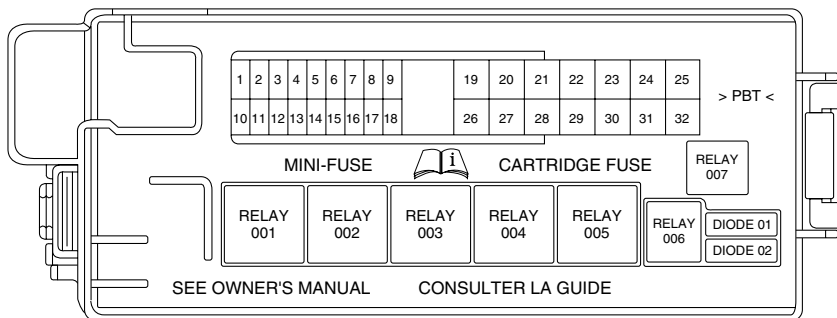 1 2 3 4 5 6 7 8 9 19 20 21 22 23 24 25
> PBT <
10 11 12 13 14 15 16 17 18 26 27 28 29 30 31 32
MINI-FUSE i CARTRIDGE FUSE
RELAY
007
RELAY
001
RELAY
002
RELAY
003
RELAY
004
RELAY
005
RELAY
006
DIODE 01
DIODE 02
SEE OWNER'S MANUAL CONSULTER LA GUIDE